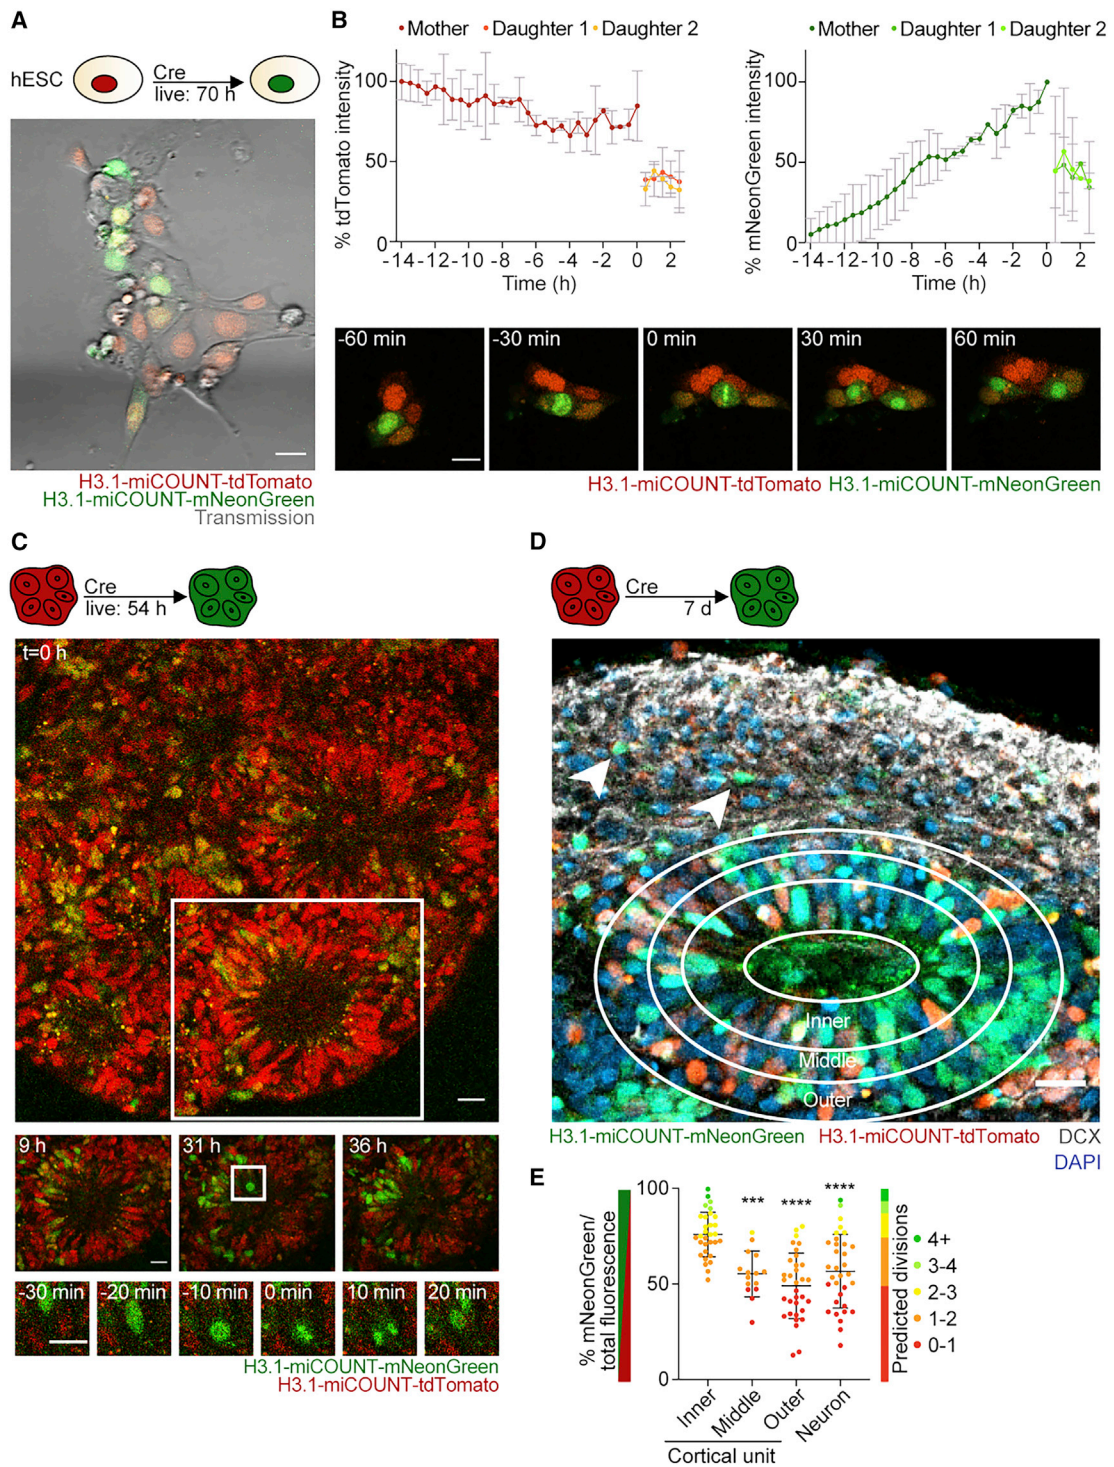 A
hESC
Cre
live: 70 h
H3.1-miCOUNT-tdTomato
H3.1-miCOUNT-mNeonGreen
Transmission
B
Mother Daughter 1 Daughter 2
% tdTomato intensity
100
50
0
-14 -12 -10 -8 -6 -4 -2 0 2
Time (h)
Mother Daughter 1 Daughter 2
% mNeonGreen intensity
100
50
0
-14 -12 -10 -8 -6 -4 -2 0 2
Time (h)
-60 min
-30 min
0 min
30 min
60 min
H3.1-miCOUNT-tdTomato H3.1-miCOUNT-mNeonGreen
C
Cre
live: 54 h
t=0 h
9 h
31 h
36 h
-30 min
-20 min
-10 min
0 min
10 min
20 min
H3.1-miCOUNT-mNeonGreen
H3.1-miCOUNT-tdTomato
D
Cre
7 d
Inner
Middle
Outer
H3.1-miCOUNT-mNeonGreen H3.1-miCOUNT-tdTomato DCX
DAPI
E
% mNeonGreen/
total fluorescence
100
50
0
*** **** ****
Inner
Middle
Outer
Neuron
Cortical unit
Predicted divisions
4+
3-4
2-3
1-2
0-1